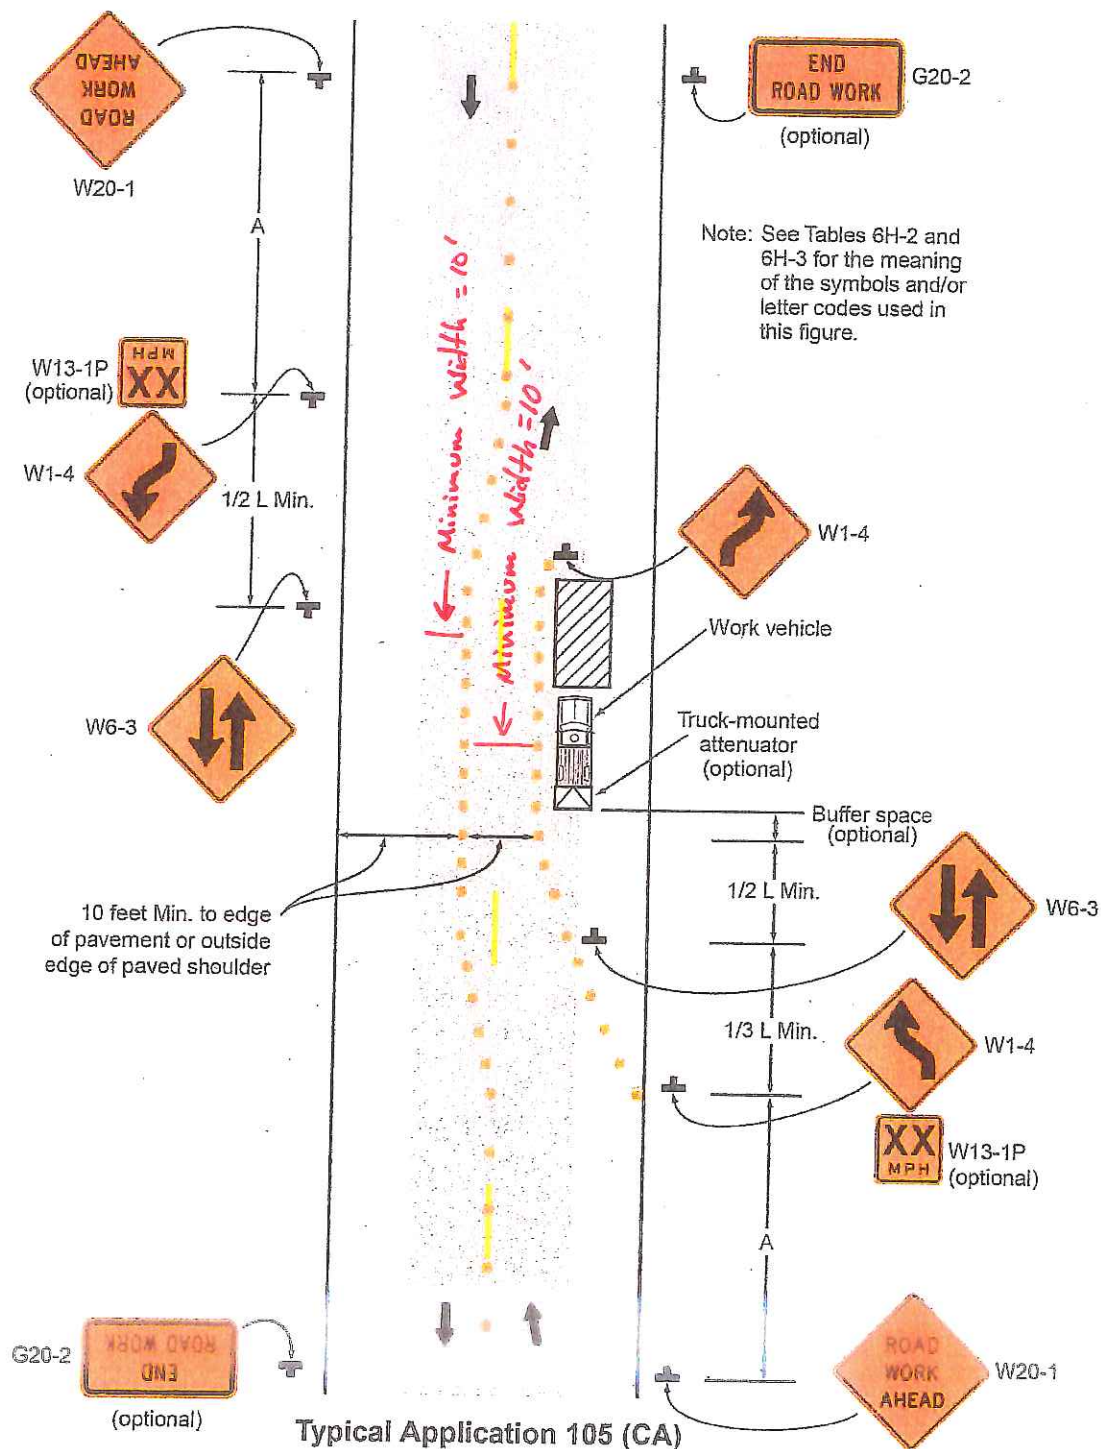 ROAD
WORK
AHEAD
W20-1
END
ROAD WORK
G20-2
(optional)
A
Note: See Tables 6H-2 and
6H-3 for the meaning
of the symbols and/or
letter codes used in
this figure.
Minimum Width = 10'
Minimum Width = 10'
W13-1P
(optional)
XX
MPH
W1-4
1/2 L Min.
W1-4
Work vehicle
W6-3
Truck-mounted
attenuator
(optional)
Buffer space
(optional)
1/2 L Min.
W6-3
10 feet Min. to edge
of pavement or outside
edge of paved shoulder
1/3 L Min.
W1-4
XX
MPH
W13-1P
(optional)
A
G20-2
END
ROAD WORK
(optional)
ROAD
WORK
AHEAD
W20-1
Typical Application 105 (CA)